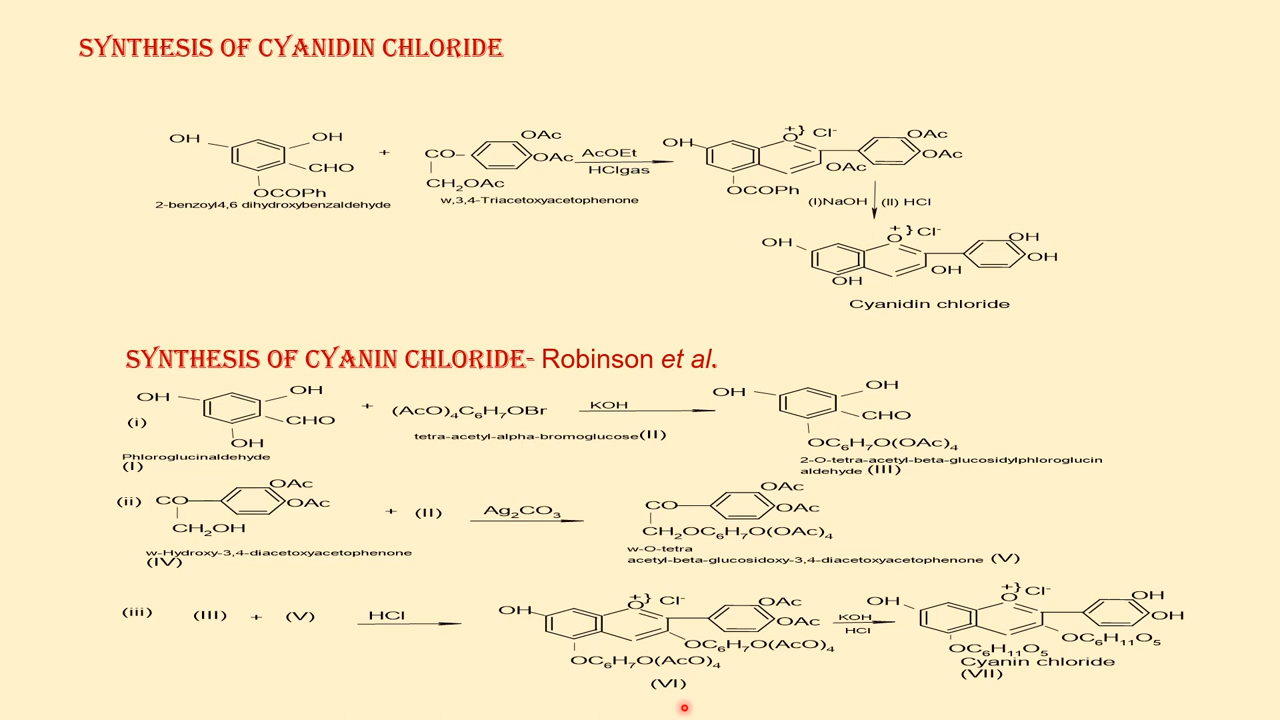 SYNTHESIS OF CYANIDIN CHLORIDE
OH OH CHO OCOPh
2-benzoyl4,6 dihydroxybenzaldehyde
+
CO CH₂OAc OAc OAc
w,3,4-Triacetoxyacetophenone
AcOEt
HClgas
OH O +} Cl⁻ OAc OAc OAc OCOPh
(I)NaOH (II) HCl
OH O + } Cl⁻ OH OH OH OH
Cyanidin chloride
SYNTHESIS OF CYANIN CHLORIDE- Robinson et al.
(i)
OH OH CHO OH
Phloroglucinaldehyde
(I)
+ (AcO)₄C₆H₇OBr
tetra-acetyl-alpha-bromoglucose(II)
KOH
OH OH CHO
OC₆H₇O(OAc)₄
2-O-tetra-acetyl-beta-glucosidylphloroglucin
aldehyde (III)
(ii) CO OAc OAc
CH₂OH
w-Hydroxy-3,4-diacetoxyacetophenone
(IV)
+ (II) Ag₂CO₃
CO OAc OAc
CH₂OC₆H₇O(OAc)₄
w-O-tetra
acetyl-beta-glucosidoxy-3,4-diacetoxyacetophenone (V)
(iii) (III) + (V) HCl
OH O +} Cl⁻ OAc OAc
OC₆H₇O(AcO)₄
OC₆H₇O(AcO)₄
(VI)
KOH
HCl
OH O +} Cl⁻ OH OH
OC₆H₁₁O₅
OC₆H₁₁O₅
Cyanin chloride
(VII)